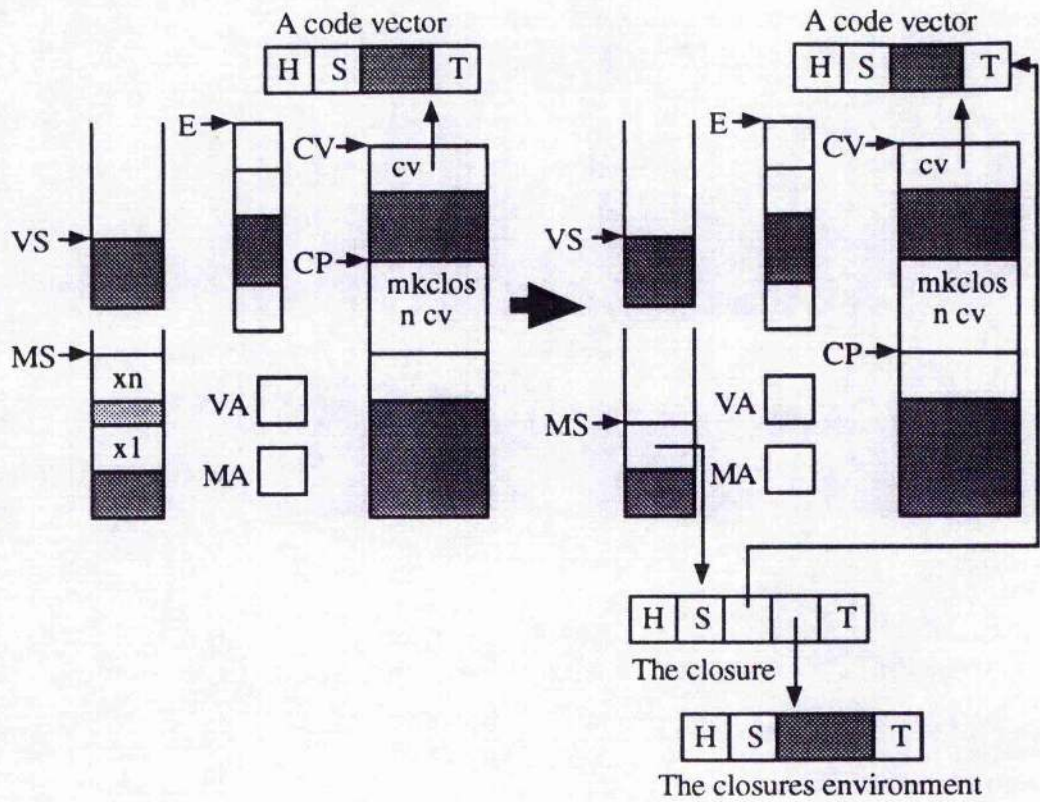 A code vector
H S T
E
CV
cv
VS
CP
mkclos
n cv
MS
xn
VA
x1
MA
A code vector
H S T
E
CV
cv
VS
mkclos
n cv
CP
VA
MS
MA
H S T
The closure
H S T
The closures environment